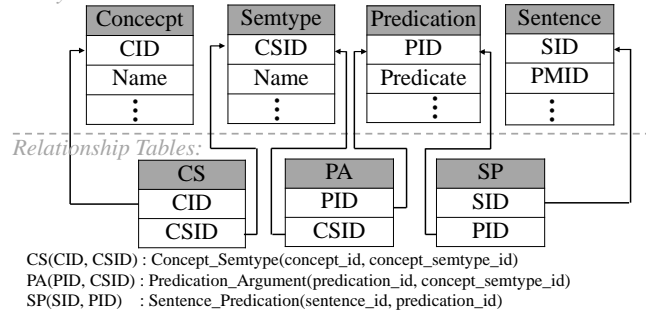 Concecpt Semtype Predication Sentence
CID CSID PID SID
Name Name Predicate PMID
Relationship Tables:
CS PA SP
CID PID SID
CSID CSID PID
CS(CID, CSID) : Concept_Semtype(concept_id, concept_semtype_id)
PA(PID, CSID) : Predication_Argument(predication_id, concept_semtype_id)
SP(SID, PID) : Sentence_Predication(sentence_id, predication_id)